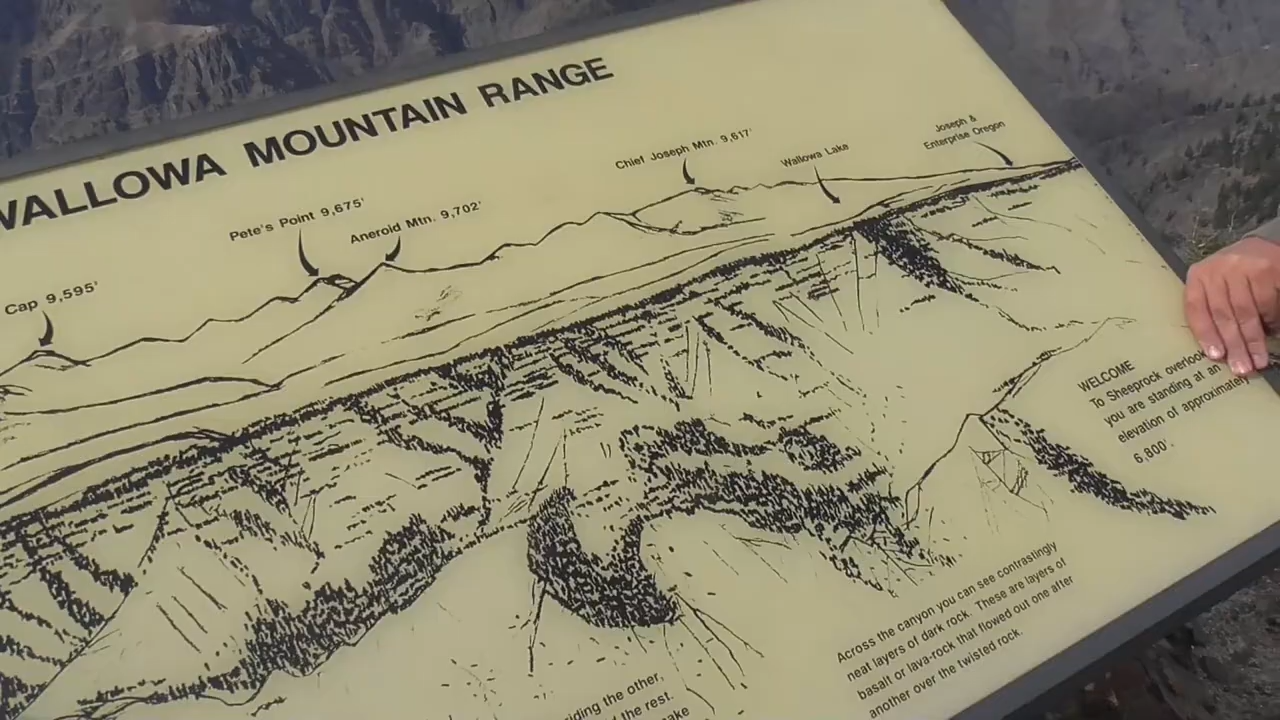 WALLOWA MOUNTAIN RANGE
Cap 9,595'
Pete's Point 9,675'
Aneroid Mtn. 9,702'
Chief Joseph Mtn. 9,617'
Wallowa Lake
Joseph &
Enterprise Oregon
WELCOME
To Sheeprock overlook
you are standing at an
elevation of approximately
6,800'.
Across the canyon you can see contrastingly
neat layers of dark rock. These are layers of
basalt or lava-rock that flowed out one after
another over the twisted rock.
iding the other,
the rest.